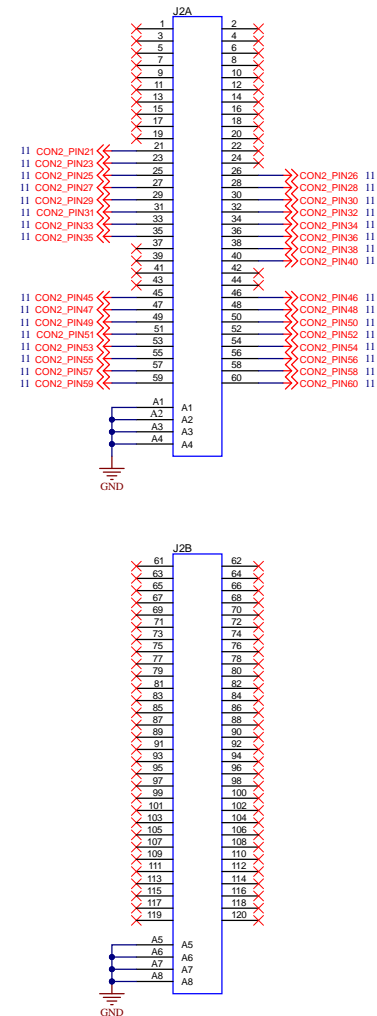 J2A
1 2
3 4
5 6
7 8
9 10
11 12
13 14
15 16
17 18
19 20
11 CON2_PIN21 21 22
11 CON2_PIN23 23 24
11 CON2_PIN25 25 26 CON2_PIN26 11
11 CON2_PIN27 27 28 CON2_PIN28 11
11 CON2_PIN29 29 30 CON2_PIN30 11
11 CON2_PIN31 31 32 CON2_PIN32 11
11 CON2_PIN33 33 34 CON2_PIN34 11
11 CON2_PIN35 35 36 CON2_PIN36 11
37 38 CON2_PIN38 11
39 40 CON2_PIN40 11
41 42
43 44
11 CON2_PIN45 45 46 CON2_PIN46 11
11 CON2_PIN47 47 48 CON2_PIN48 11
11 CON2_PIN49 49 50 CON2_PIN50 11
11 CON2_PIN51 51 52 CON2_PIN52 11
11 CON2_PIN53 53 54 CON2_PIN54 11
11 CON2_PIN55 55 56 CON2_PIN56 11
11 CON2_PIN57 57 58 CON2_PIN58 11
11 CON2_PIN59 59 60 CON2_PIN60 11
A1 A1
A2 A2
A3 A3
A4 A4
GND
J2B
61 62
63 64
65 66
67 68
69 70
71 72
73 74
75 76
77 78
79 80
81 82
83 84
85 86
87 88
89 90
91 92
93 94
95 96
97 98
99 100
101 102
103 104
105 106
107 108
109 110
111 112
113 114
115 116
117 118
119 120
A5 A5
A6 A6
A7 A7
A8 A8
GND